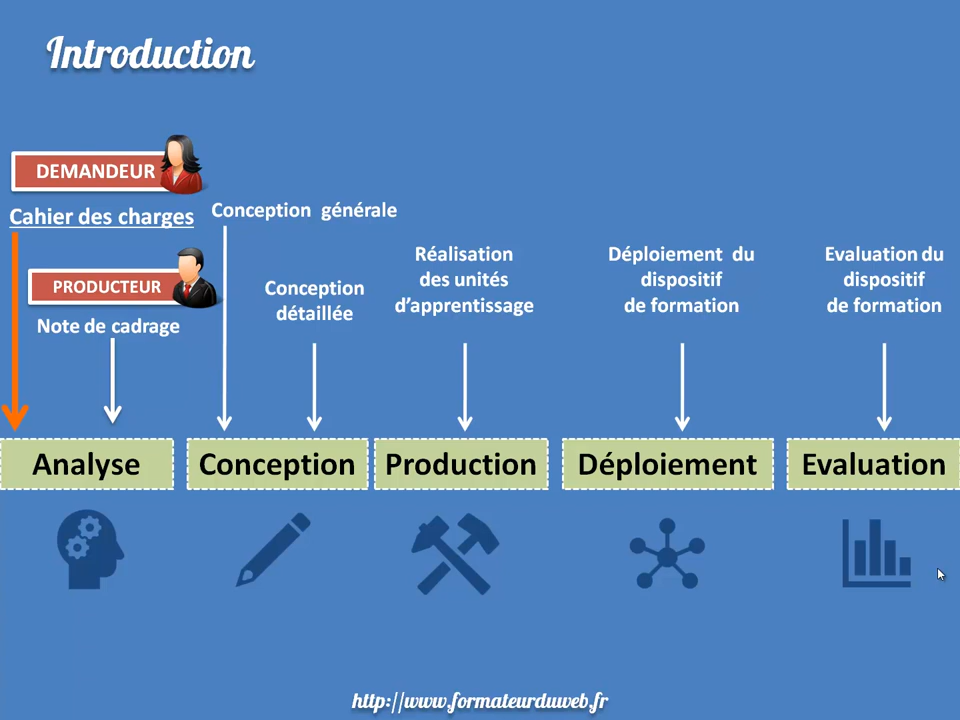 Introduction
DEMANDEUR
Cahier des charges
PRODUCTEUR
Note de cadrage
Conception générale
Conception
détaillée
Réalisation
des unités
d'apprentissage
Déploiement du
dispositif
de formation
Evaluation du
dispositif
de formation
Analyse
Conception
Production
Déploiement
Evaluation
http://www.formateurduweb.fr